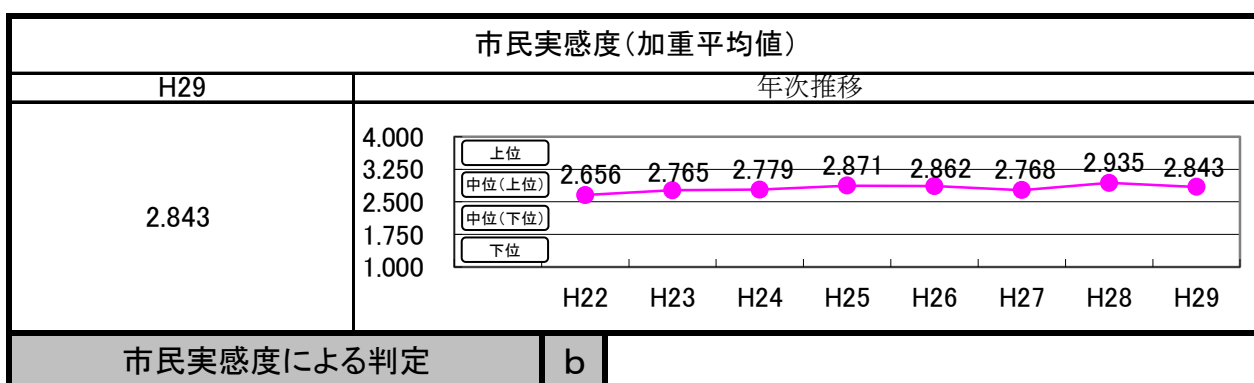 市民実感度(加重平均値)
H29
年次推移
2.843
4.000
3.250
2.500
1.750
1.000
上位
中位(上位)
中位(下位)
下位
2.656 2.765 2.779 2.871 2.862 2.768 2.935 2.843
H22 H23 H24 H25 H26 H27 H28 H29
市民実感度による判定 b